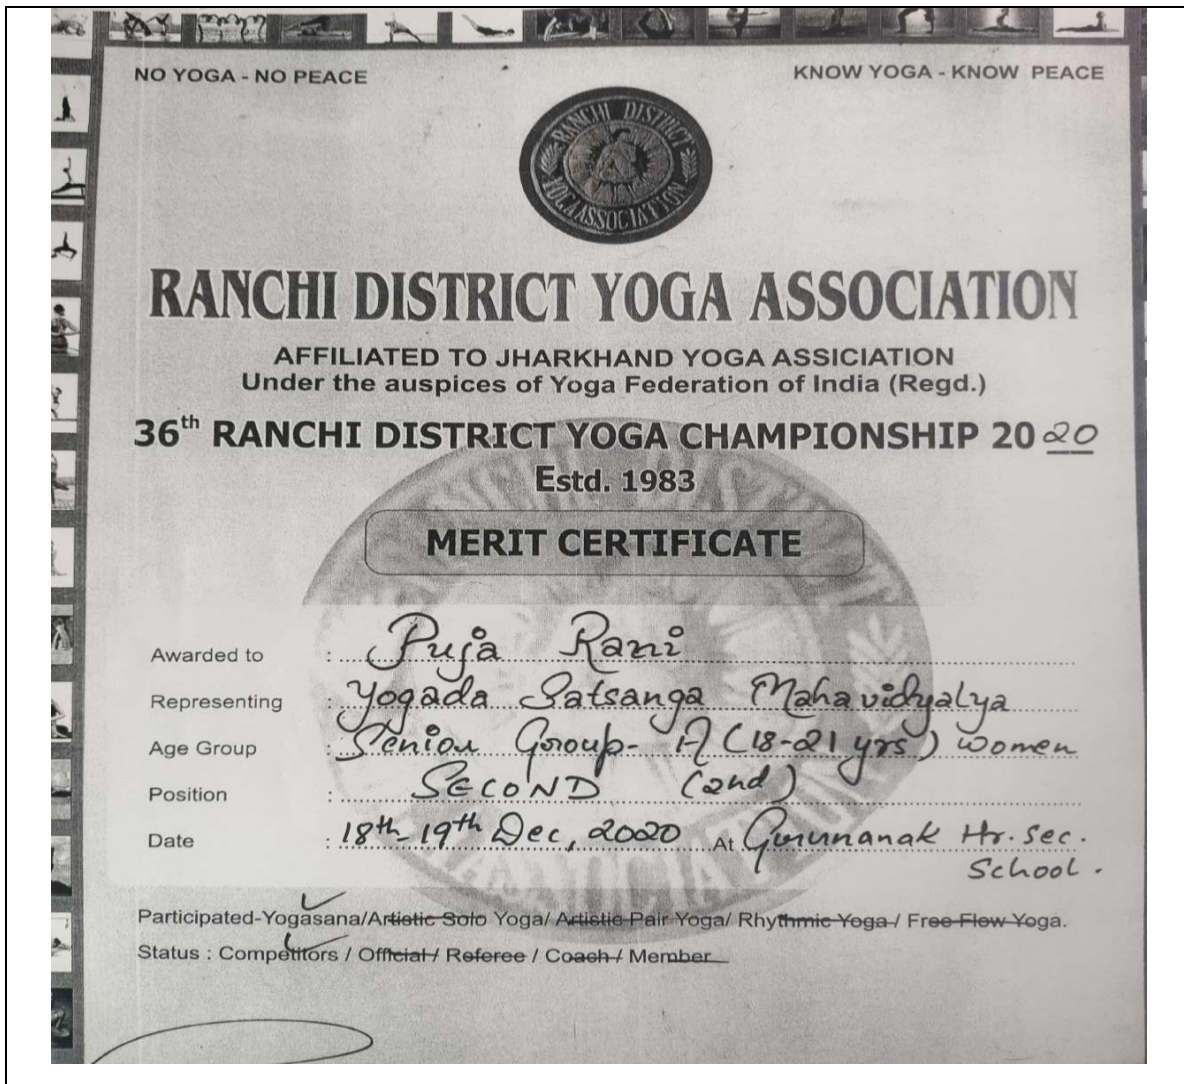 NO YOGA - NO PEACE
KNOW YOGA - KNOW PEACE
RANCHI DISTRICT
YOGA ASSOCIATION
RANCHI DISTRICT YOGA ASSOCIATION
AFFILIATED TO JHARKHAND YOGA ASSICIATION
Under the auspices of Yoga Federation of India (Regd.)
36th RANCHI DISTRICT YOGA CHAMPIONSHIP 2020
Estd. 1983
MERIT CERTIFICATE
Awarded to : Puja Rani
Representing : Yogada Satsanga Mahavidyalya
Age Group : Senior Group- A (18-21 yrs) Women
Position : SECOND (2nd)
Date : 18th-19th Dec, 2020 At Gurunanak Hr. Sec.
School.
Participated-Yogasana/Artistic Solo Yoga/ Artistic Pair Yoga/ Rhythmic Yoga / Free Flow Yoga.
Status : Competitors / Official / Referee / Coach / Member